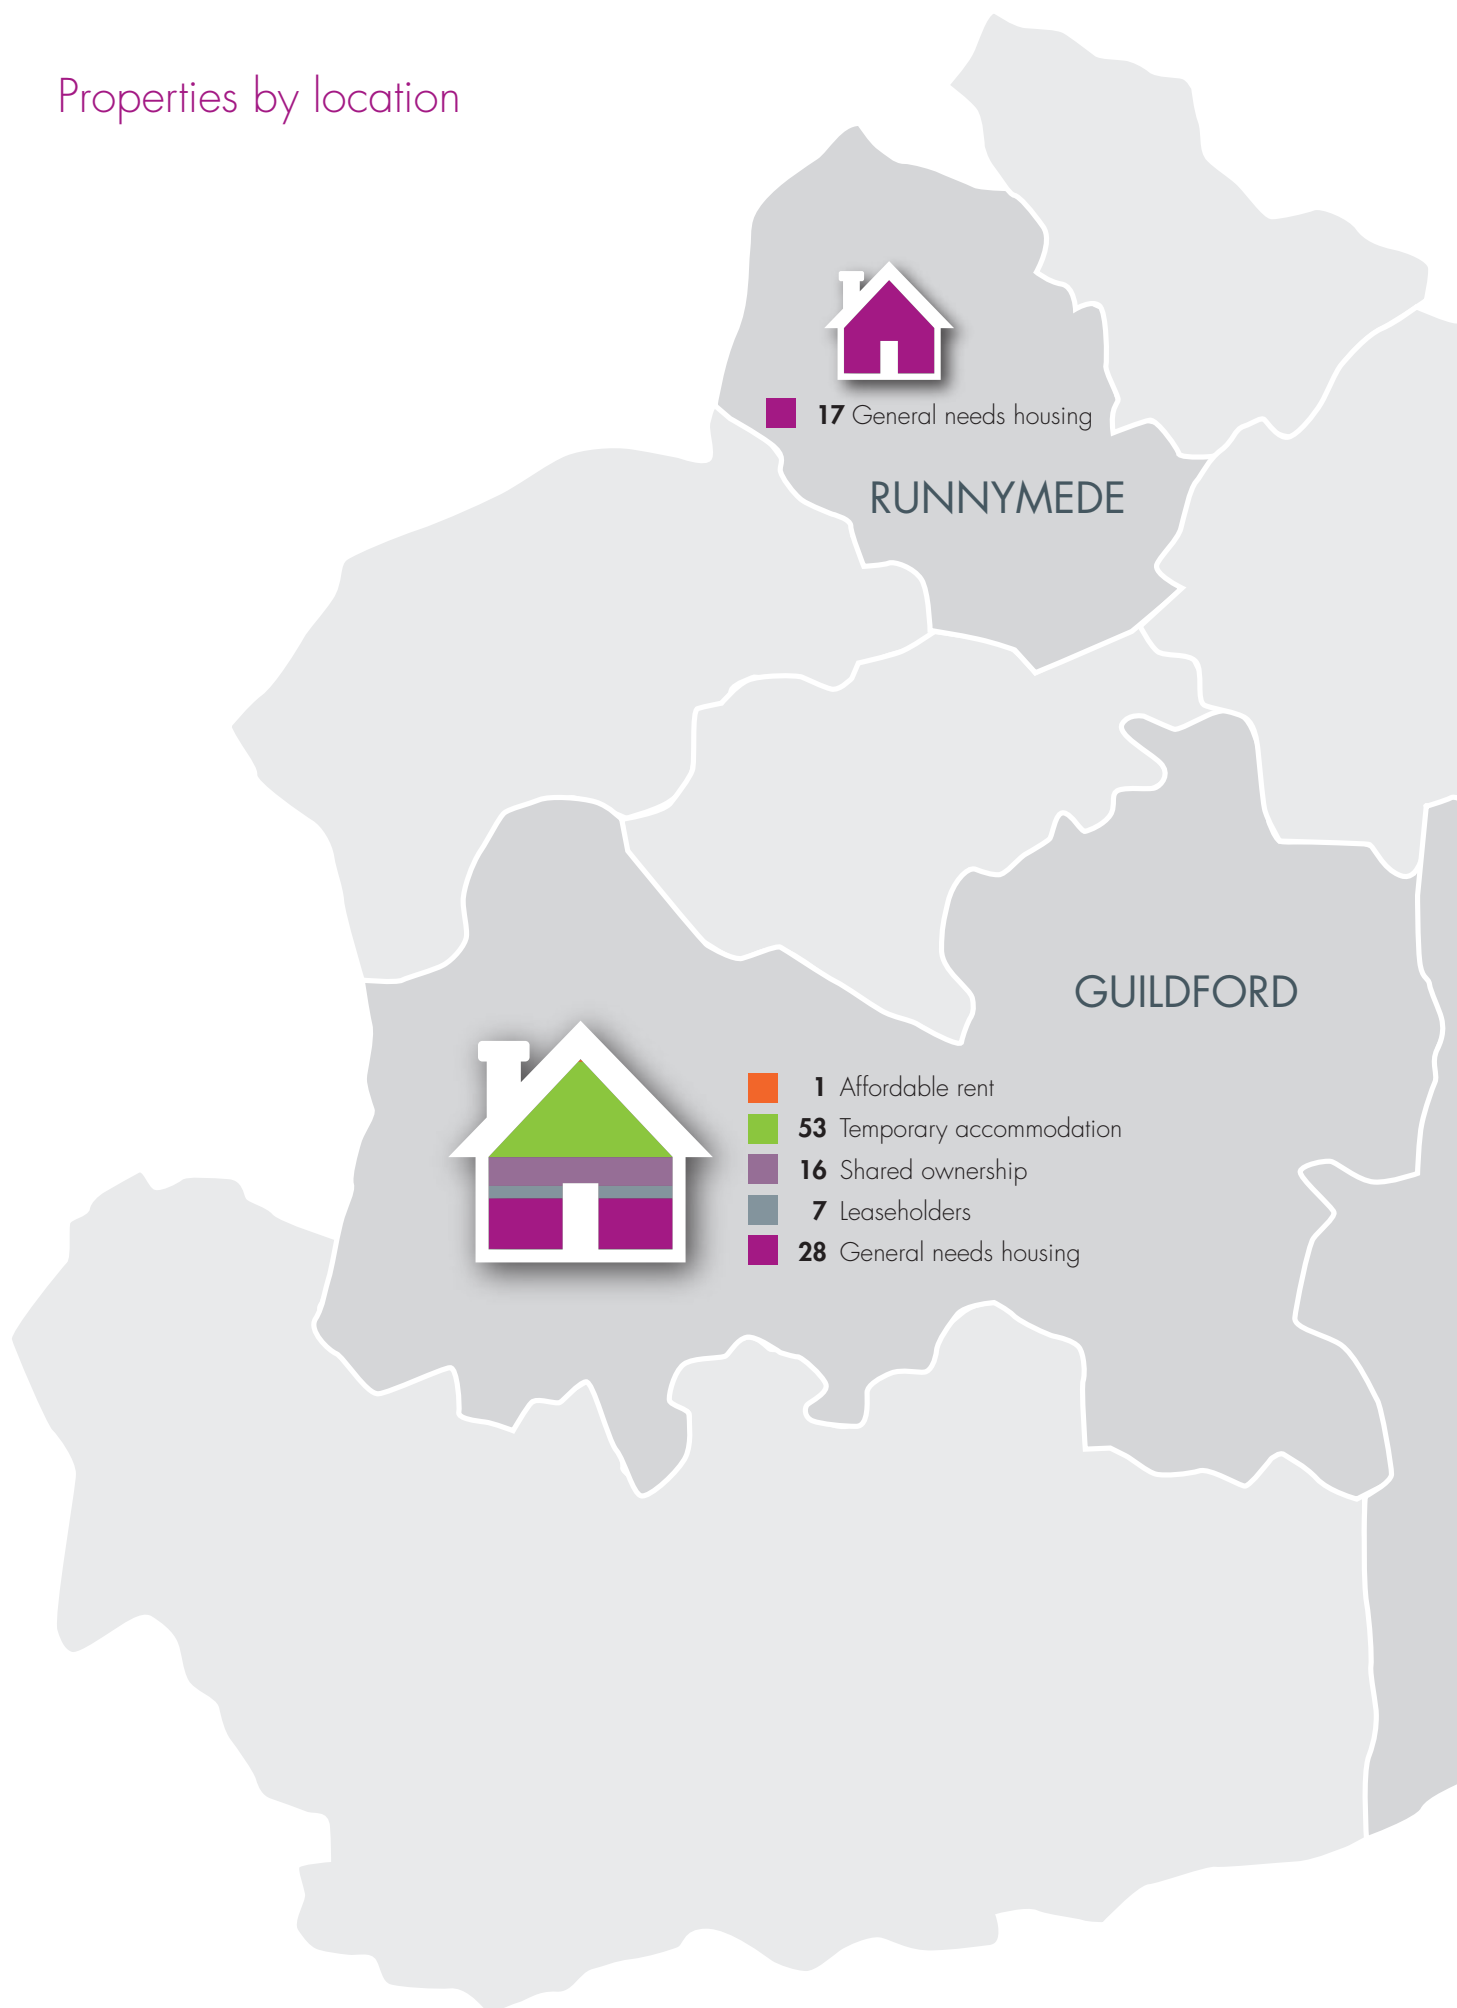 Properties by location
17 General needs housing
RUNNYMEDE
GUILDFORD
1 Affordable rent
53 Temporary accommodation
16 Shared ownership
7 Leaseholders
28 General needs housing